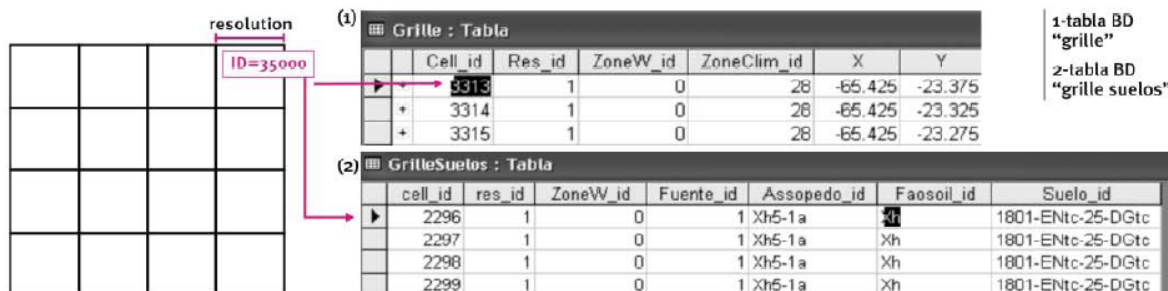 resolution
ID=35000
(1)
Grille : Tabla
Cell_id Res_id ZoneW_id ZoneClim_id X Y
+ 3313 1 0 28 -65.425 -23.375
+ 3314 1 0 28 -65.425 -23.325
+ 3315 1 0 28 -65.425 -23.275
1-tabla BD
“grille”
2-tabla BD
“grille suelos”
(2)
GrilleSuelos : Tabla
cell_id res_id ZoneW_id Fuente_id Assopedo_id Faosoil_id Suelo_id
2296 1 0 1 Xh5-1a Xh 1801-ENtc-25-DGtc
2297 1 0 1 Xh5-1a Xh 1801-ENtc-25-DGtc
2298 1 0 1 Xh5-1a Xh 1801-ENtc-25-DGtc
2299 1 0 1 Xh5-1a Xh 1801-ENtc-25-DGtc